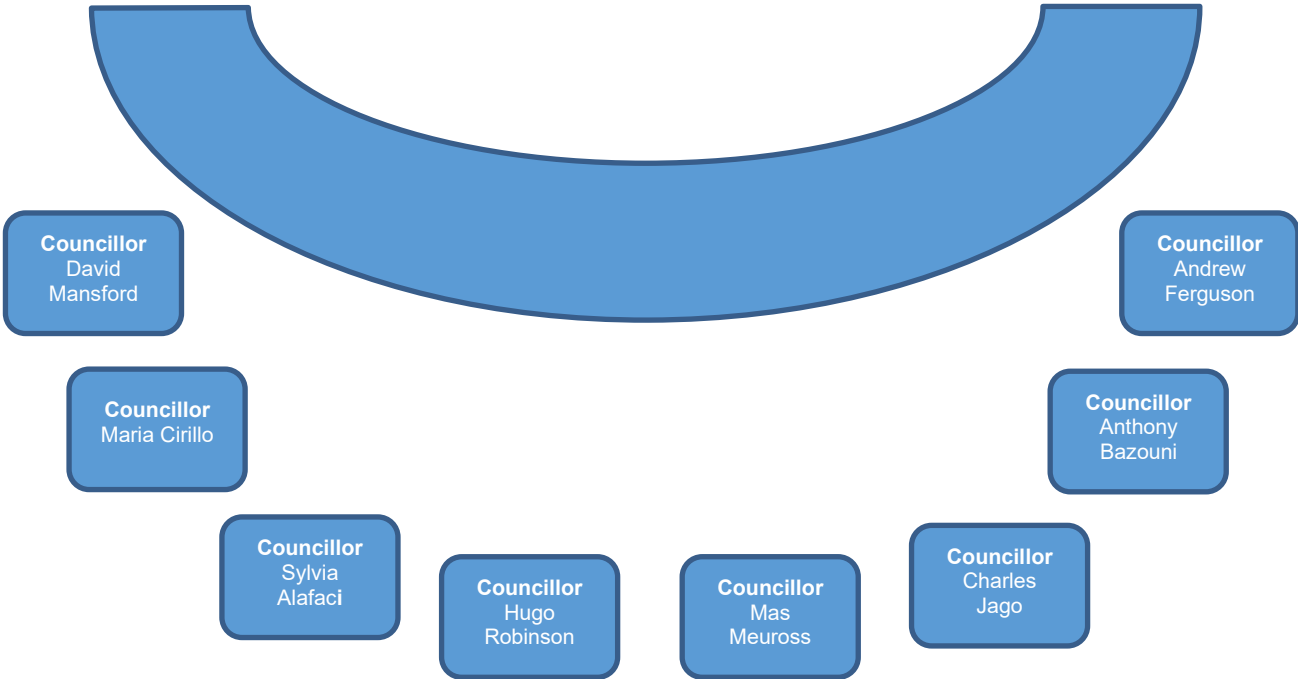 Councillor
David
Mansford
Councillor
Andrew
Ferguson
Councillor
Maria Cirillo
Councillor
Anthony
Bazouni
Councillor
Sylvia
Alafaci
Councillor
Hugo
Robinson
Councillor
Mas
Meuross
Councillor
Charles
Jago